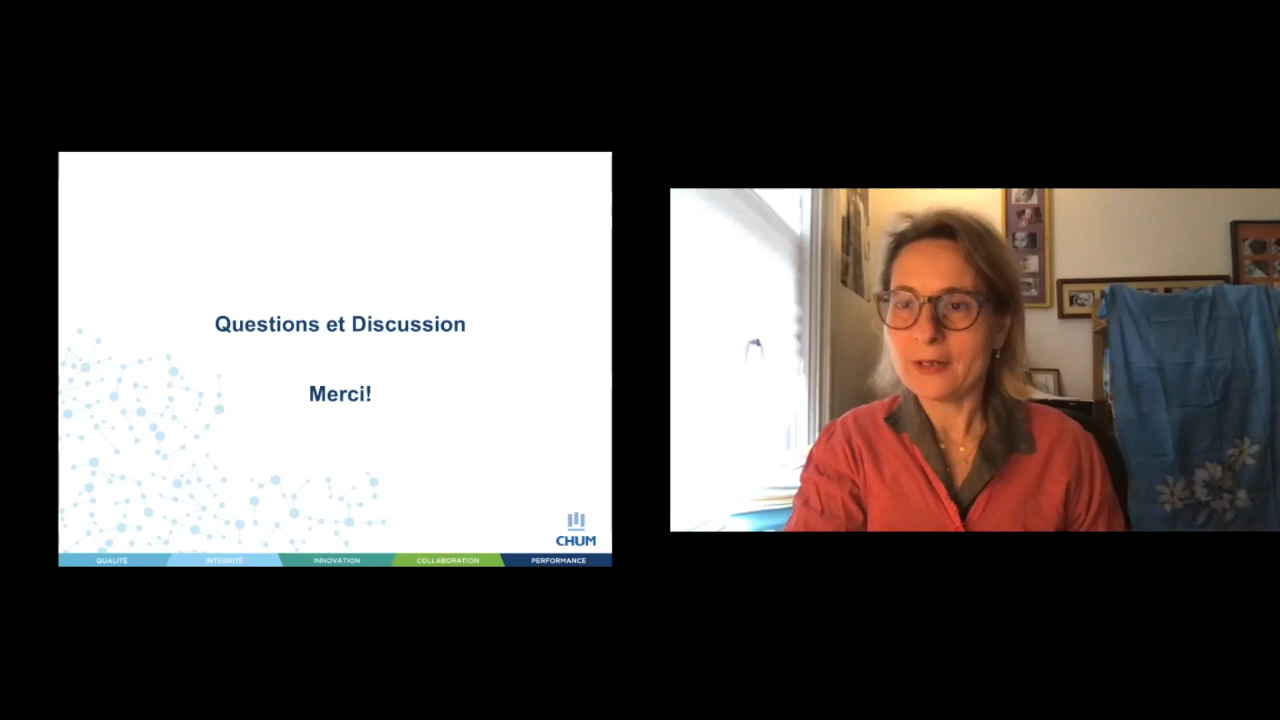 Questions et Discussion
Merci!
CHUM
QUALITÉ
INTÉGRITÉ
INNOVATION
COLLABORATION
PERFORMANCE